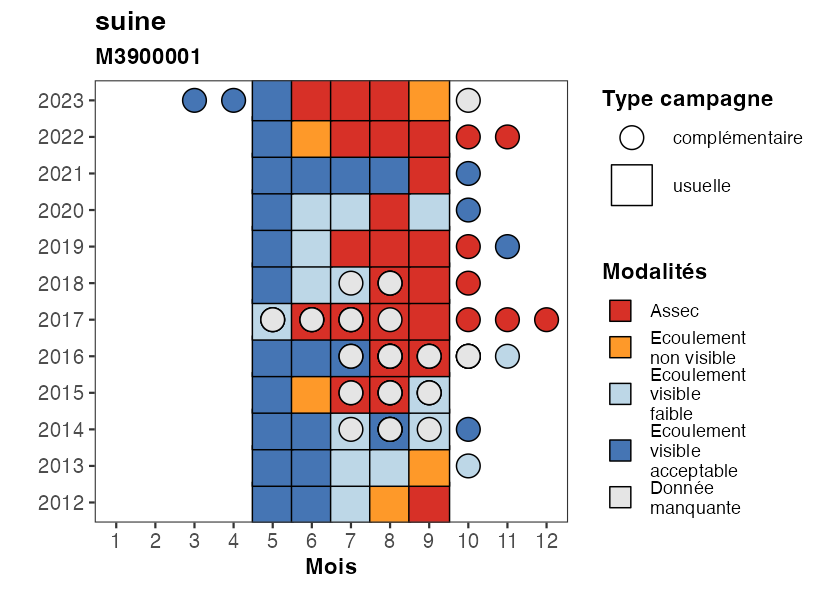 suine
M3900001
2023
2022
2021
2020
2019
2018
2017
2016
2015
2014
2013
2012
1 2 3 4 5 6 7 8 9 10 11 12
Mois
Type campagne
complémentaire
usuelle
Modalités
Assec
Ecoulement
non visible
Ecoulement
visible
faible
Ecoulement
visible
acceptable
Donnée
manquante